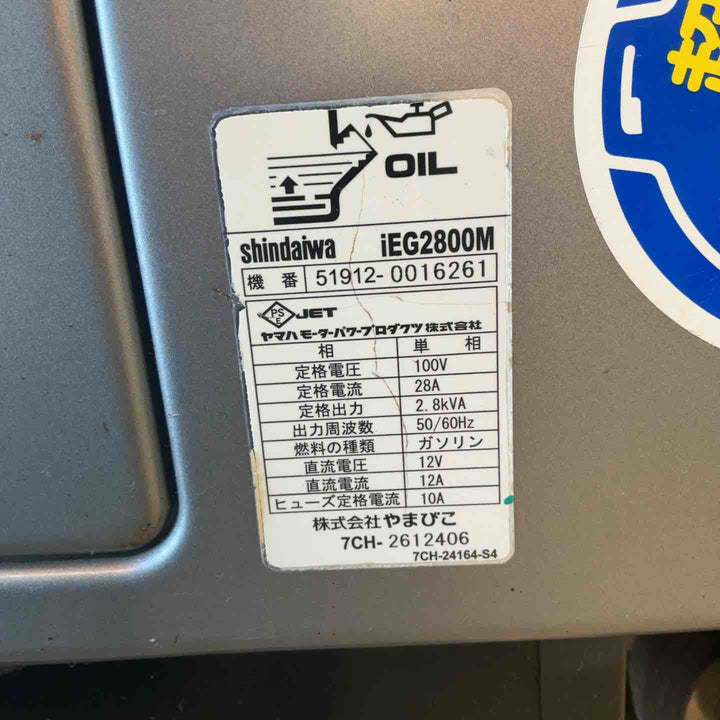 OIL
shindaiwa iEG2800M
機番 51912-0016261
PS E JET
ヤマハモーターパワープロダクツ株式会社
相 単相
定格電圧 100V
定格電流 28A
定格出力 2.8kVA
出力周波数 50/60Hz
燃料の種類 ガソリン
直流電圧 12V
直流電流 12A
ヒューズ定格電流 10A
株式会社やまびこ
7CH-2612406
7CH-24164-S4